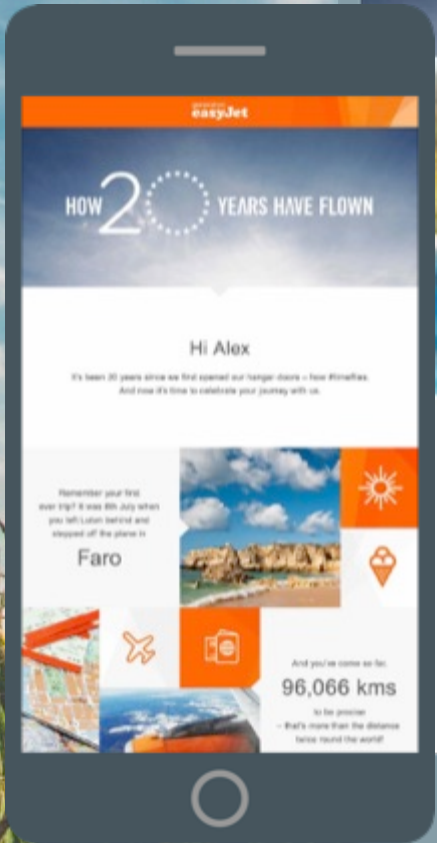 easyJet
HOW 20 YEARS HAVE FLOWN
Hi Alex
It's been 20 years since we first opened our hangar doors – how #timeflies.
And now it's time to celebrate your journey with us.
Remember your first
ever trip? It was 8th July when
you left Luton behind and
stepped off the plane in
Faro
And you've come so far.
96,066 kms
to be precise
– that's more than the distance
twice round the world!